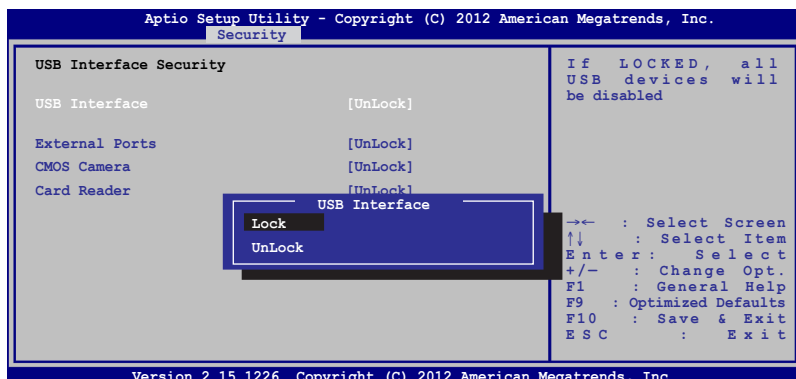 Aptio Setup Utility - Copyright (C) 2012 American Megatrends, Inc.
Security
USB Interface Security
USB Interface [UnLock]
External Ports [UnLock]
CMOS Camera [UnLock]
Card Reader [UnLock]
USB Interface
Lock
UnLock
If LOCKED, all
USB devices will
be disabled
→← : Select Screen
↑↓ : Select Item
Enter: Select
+/— : Change Opt.
F1 : General Help
F9 : Optimized Defaults
F10 : Save & Exit
ESC : Exit
Version 2.15.1226. Copyright (C) 2012 American Megatrends, Inc.